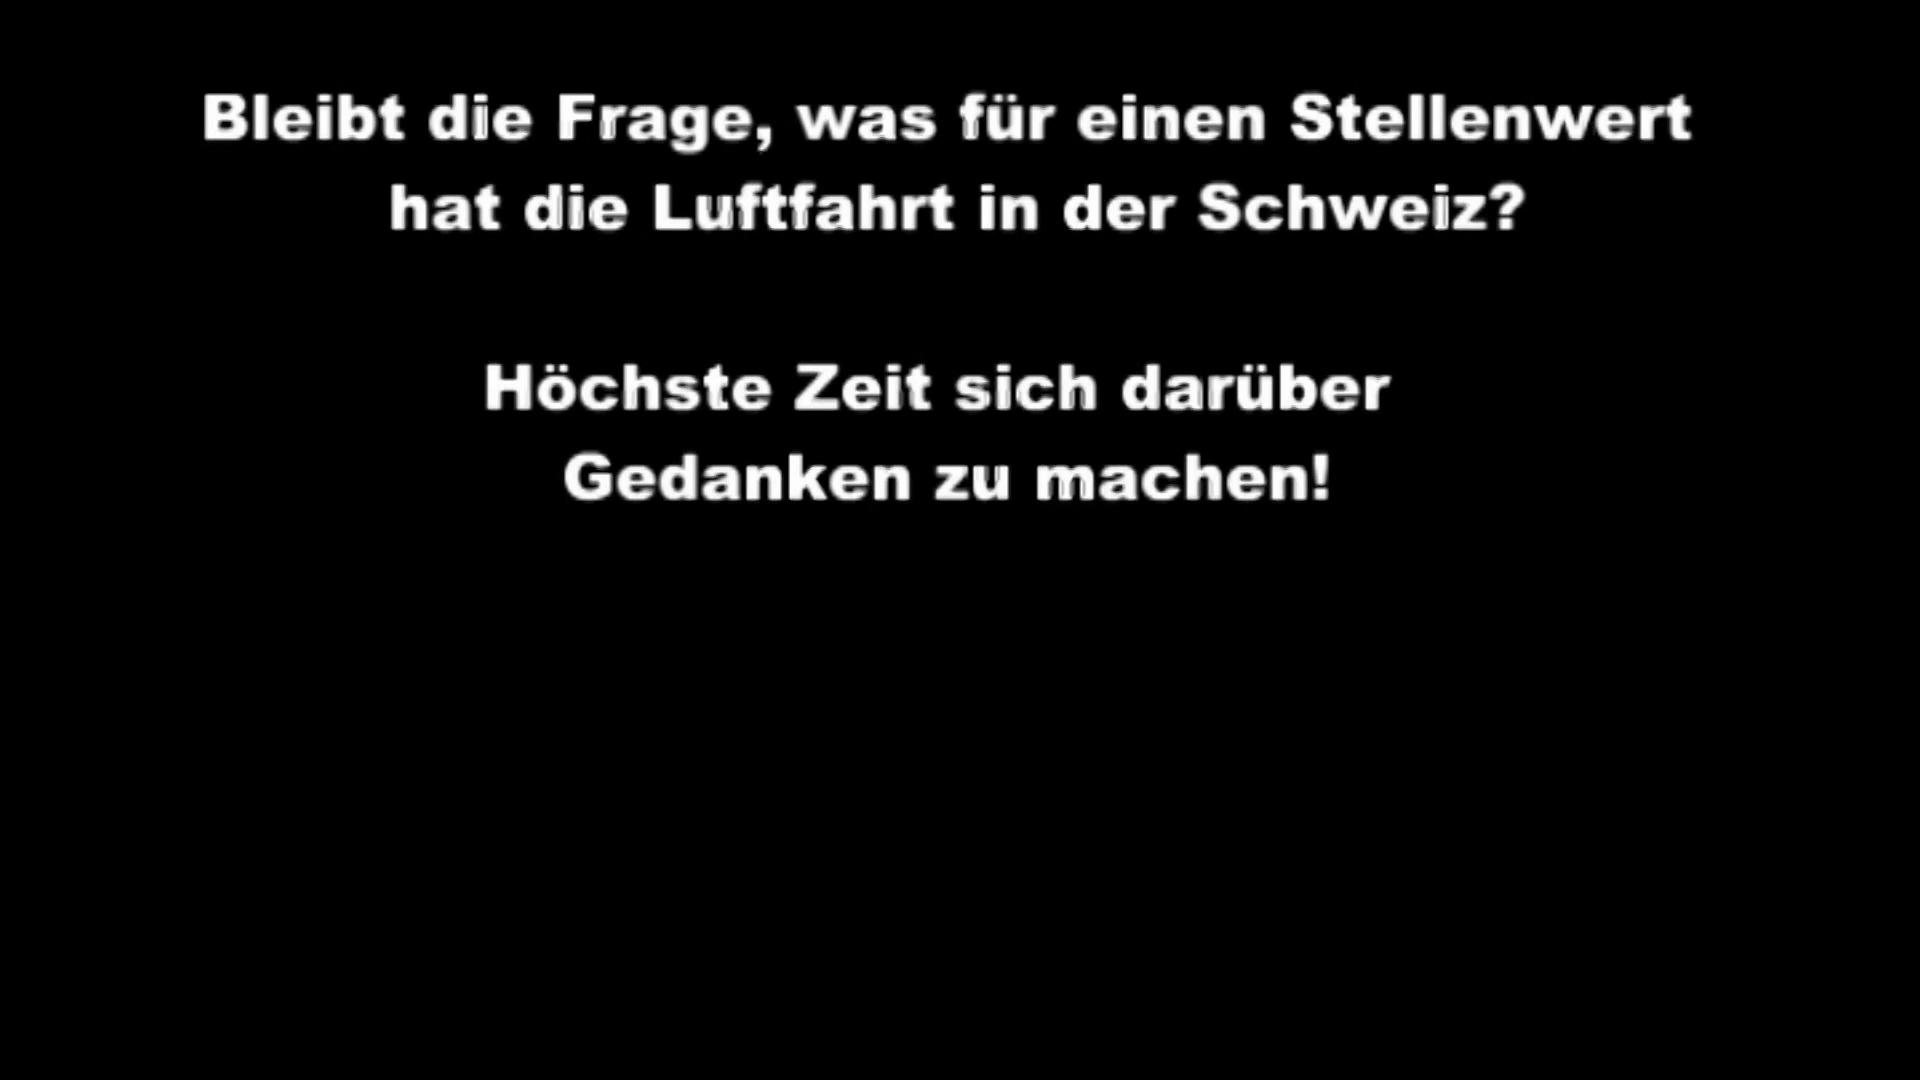 Bleibt die Frage, was für einen Stellenwert
hat die Luftfahrt in der Schweiz?
Höchste Zeit sich darüber
Gedanken zu machen!